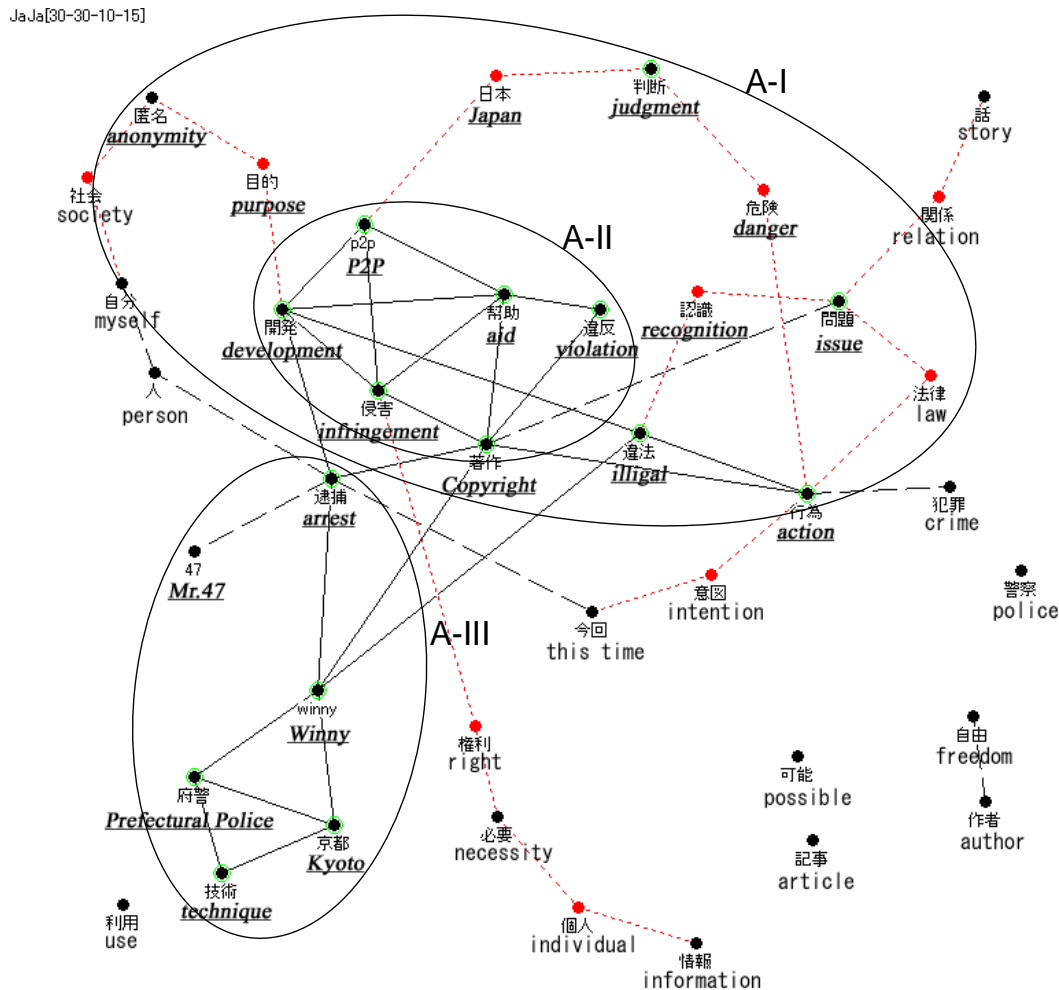 JaJa[30-30-10-15]
A-I
日本
Japan
判断
judgment
匿名
anonymity
話
story
社会
society
目的
purpose
危険
danger
関係
relation
A-II
p2p
P2P
自分
myself
開発
development
幇助
aid
違反
violation
認識
recognition
問題
issue
人
person
侵害
infringement
法律
law
著作
Copyright
違法
illigal
逮捕
arrest
行為
action
犯罪
crime
47
Mr.47
意図
intention
警察
police
今回
this time
A-III
winny
Winny
権利
right
自由
freedom
府警
Prefectural Police
可能
possible
京都
Kyoto
必要
necessity
作者
author
記事
article
技術
technique
利用
use
個人
individual
情報
information